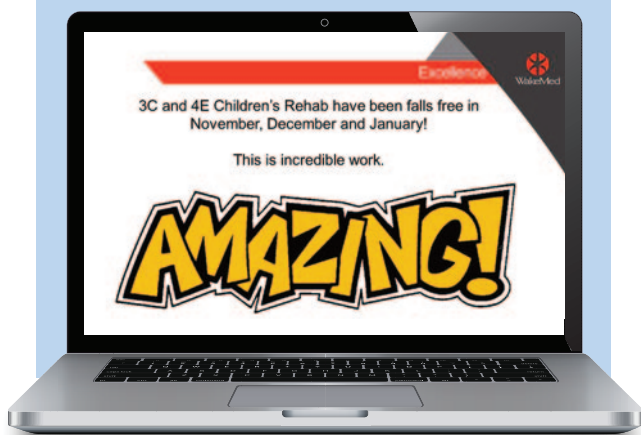 Excellence
WakeMed
3C and 4E Children's Rehab have been falls free in
November, December and January!
This is incredible work.
AMAZING!